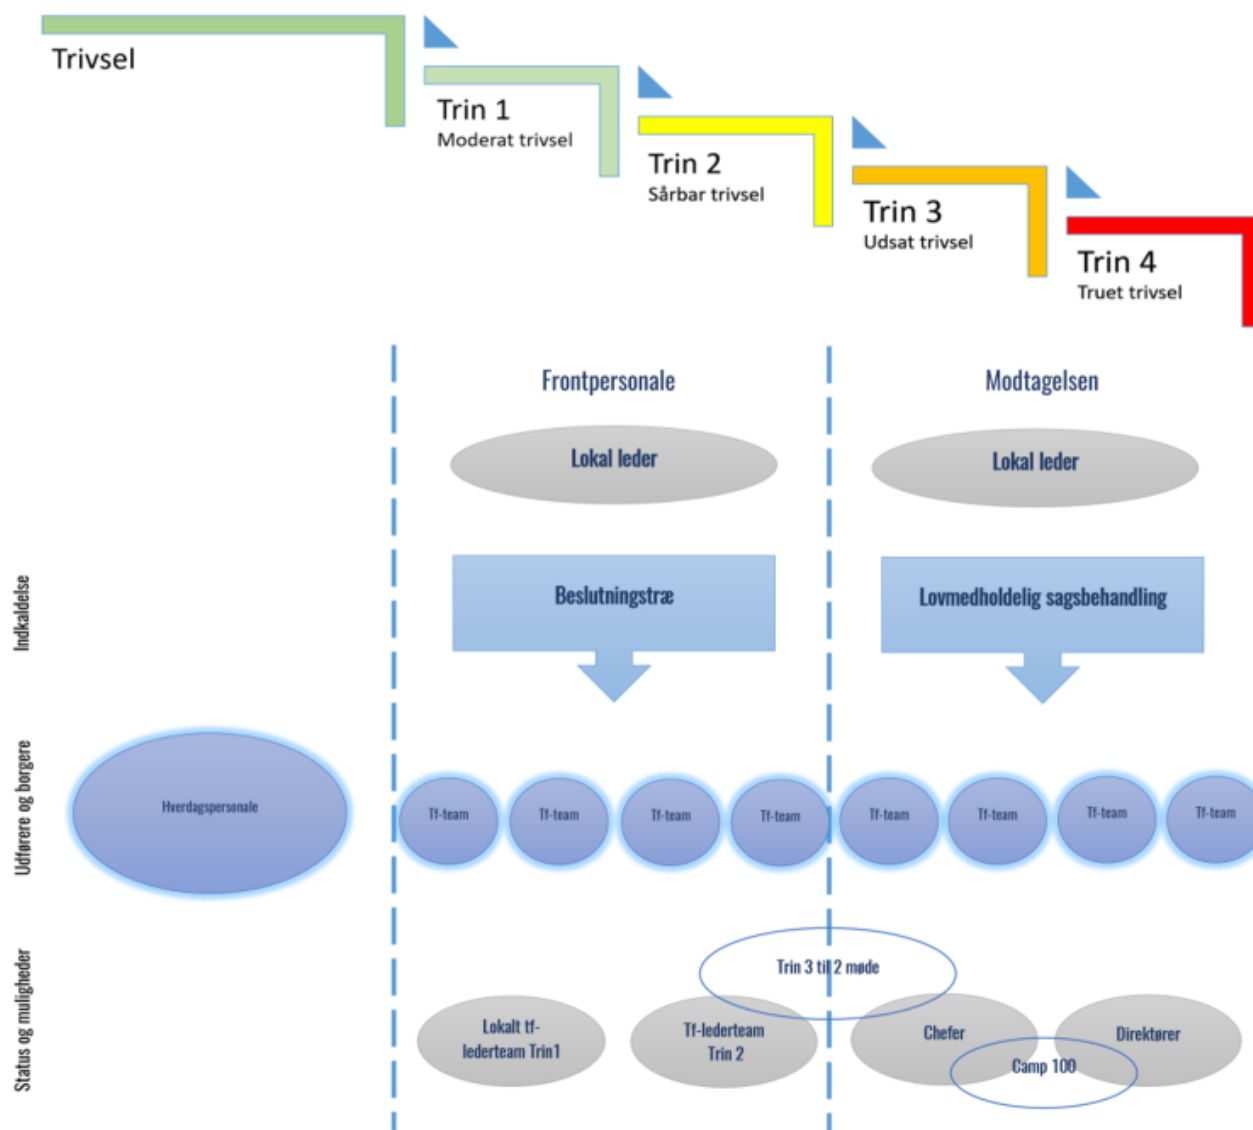 Trivsel
Trin 1
Moderat trivsel
Trin 2
Sårbar trivsel
Trin 3
Udsat trivsel
Trin 4
Truet trivsel
Frontpersonale
Modtagelsen
Lokal leder
Lokal leder
Indkaldelse
Beslutningstræ
Lovmedholdelig sagsbehandling
Udførere og borgere
Hverdagspersonale
Tf-team
Tf-team
Tf-team
Tf-team
Tf-team
Tf-team
Tf-team
Tf-team
Status og muligheder
Trin 3 til 2 møde
Lokalt tf-
lederteam Trin1
Tf-lederteam
Trin 2
Chefer
Direktører
Camp 100